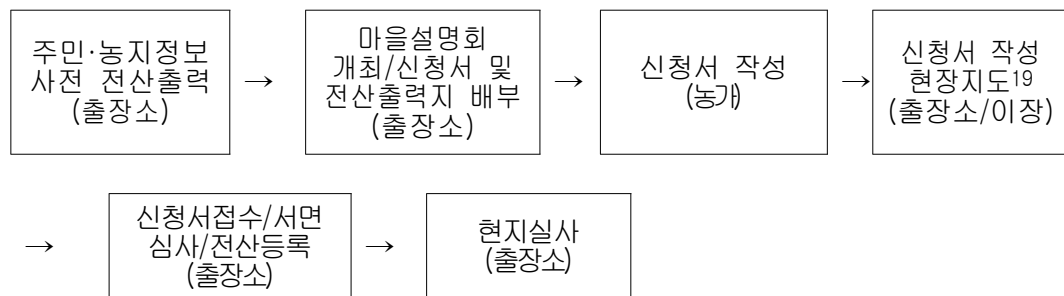 주민·농지정보
사전 전산출력
(출장소)
→
마을설명회
개최/신청서 및
전산출력지 배부
(출장소)
→
신청서 작성
(농가)
→
신청서 작성
현장지도19
(출장소/이장)
→
신청서접수/서면
심사/전산등록
(출장소)
→
현지실사
(출장소)